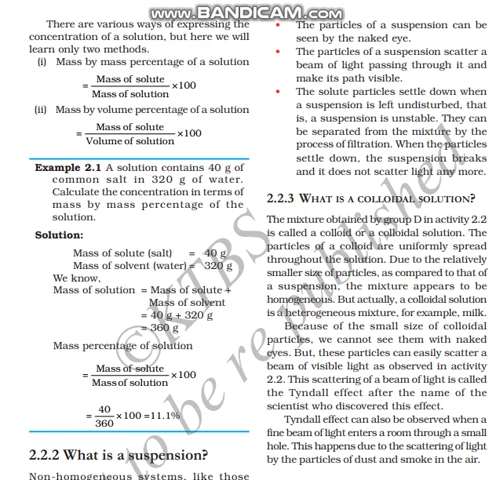 www.BANDICAM.com
There are various ways of expressing the
concentration of a solution, but here we will
learn only two methods.
(i) Mass by mass percentage of a solution
= Mass of solute / Mass of solution ×100
(ii) Mass by volume percentage of a solution
= Mass of solute / Volume of solution ×100
Example 2.1 A solution contains 40 g of
common salt in 320 g of water.
Calculate the concentration in terms of
mass by mass percentage of the
solution.
Solution:
Mass of solute (salt) = 40 g
Mass of solvent (water) = 320 g
We know,
Mass of solution = Mass of solute +
Mass of solvent
= 40 g + 320 g
= 360 g
Mass percentage of solution
= Mass of solute / Mass of solution ×100
= 40 / 360 ×100 =11.1%
2.2.2 What is a suspension?
Non-homogeneous systems, like those
• The particles of a suspension can be
seen by the naked eye.
• The particles of a suspension scatter a
beam of light passing through it and
make its path visible.
• The solute particles settle down when
a suspension is left undisturbed, that
is, a suspension is unstable. They can
be separated from the mixture by the
process of filtration. When the particles
settle down, the suspension breaks
and it does not scatter light any more.
2.2.3 WHAT IS A COLLOIDAL SOLUTION?
The mixture obtained by group D in activity 2.2
is called a colloid or a colloidal solution. The
particles of a colloid are uniformly spread
throughout the solution. Due to the relatively
smaller size of particles, as compared to that of
a suspension, the mixture appears to be
homogeneous. But actually, a colloidal solution
is a heterogeneous mixture, for example, milk.
Because of the small size of colloidal
particles, we cannot see them with naked
eyes. But, these particles can easily scatter a
beam of visible light as observed in activity
2.2. This scattering of a beam of light is called
the Tyndall effect after the name of the
scientist who discovered this effect.
Tyndall effect can also be observed when a
fine beam of light enters a room through a small
hole. This happens due to the scattering of light
by the particles of dust and smoke in the air.
©KTBS
to be republished